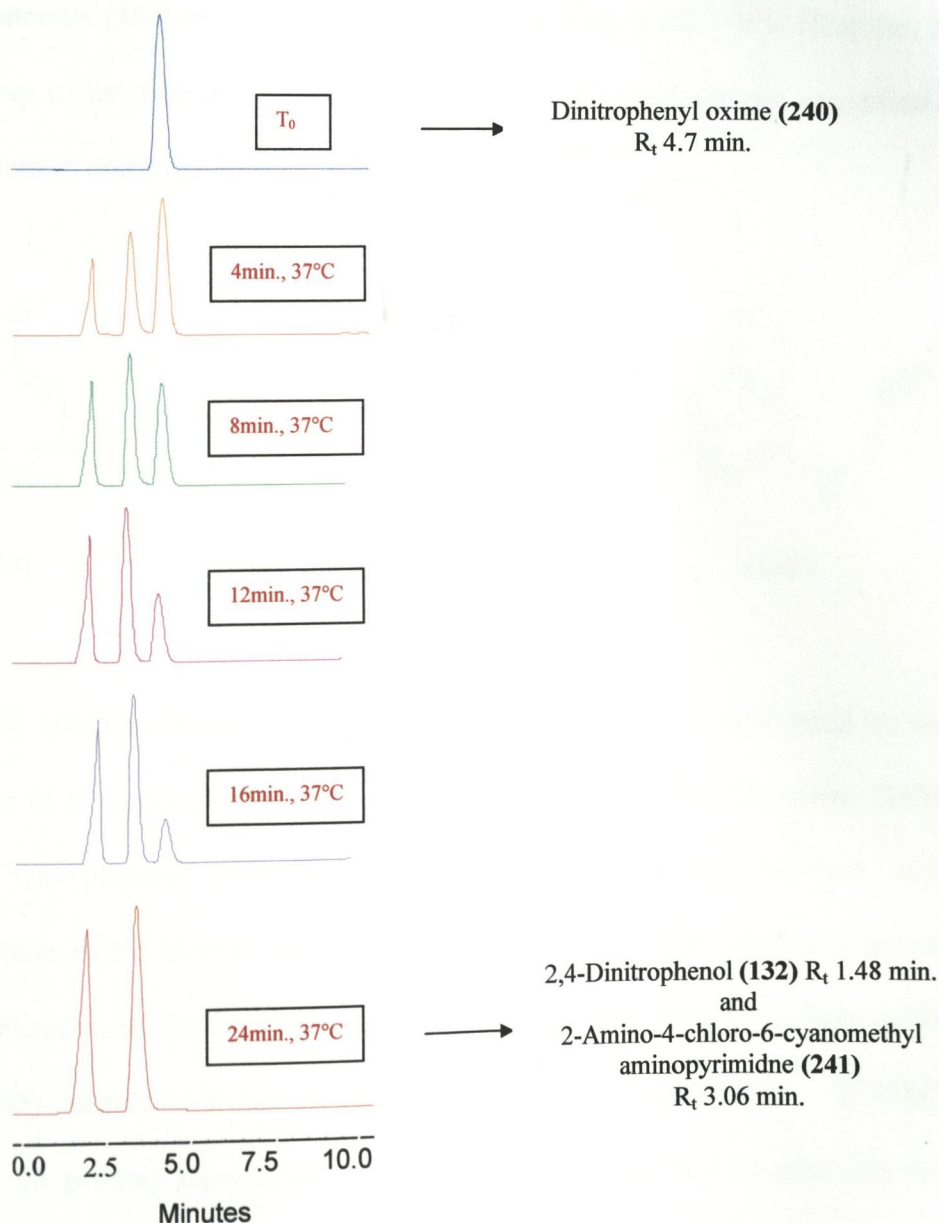 T₀
Dinitrophenyl oxime (240)
Rₜ 4.7 min.
4min., 37°C
8min., 37°C
12min., 37°C
16min., 37°C
24min., 37°C
2,4-Dinitrophenol (132) Rₜ 1.48 min.
and
2-Amino-4-chloro-6-cyanomethyl
aminopyrimidne (241)
Rₜ 3.06 min.
0.0 2.5 5.0 7.5 10.0
Minutes